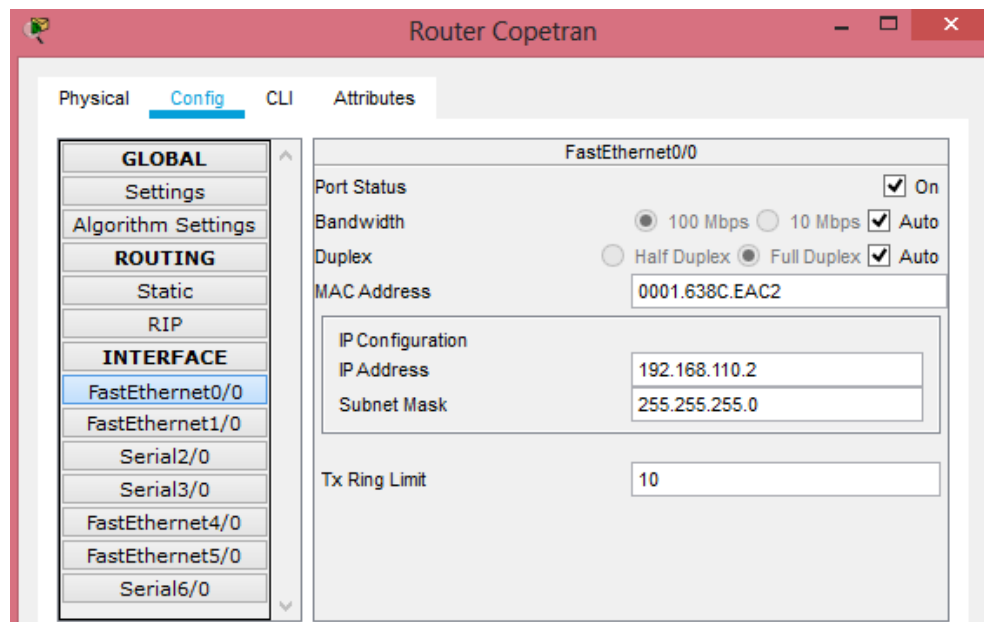 Router Copetran
Physical Config CLI Attributes
GLOBAL
Settings
Algorithm Settings
ROUTING
Static
RIP
INTERFACE
FastEthernet0/0
FastEthernet1/0
Serial2/0
Serial3/0
FastEthernet4/0
FastEthernet5/0
Serial6/0
FastEthernet0/0
Port Status On
Bandwidth 100 Mbps 10 Mbps Auto
Duplex Half Duplex Full Duplex Auto
MAC Address 0001.638C.EAC2
IP Configuration
IP Address 192.168.110.2
Subnet Mask 255.255.255.0
Tx Ring Limit 10